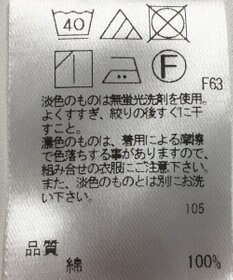 40
F
F63
淡色のものは無蛍光洗剤を使用。
よくすすぎ、絞りの後すぐに干
すこと。
濃色のものは、着用による摩擦
で色落ちする事がありますので、
組み合せの衣服にご注意下さい。
また、淡色のものとは別にお洗
い下さい。
105
品質
綿 100%